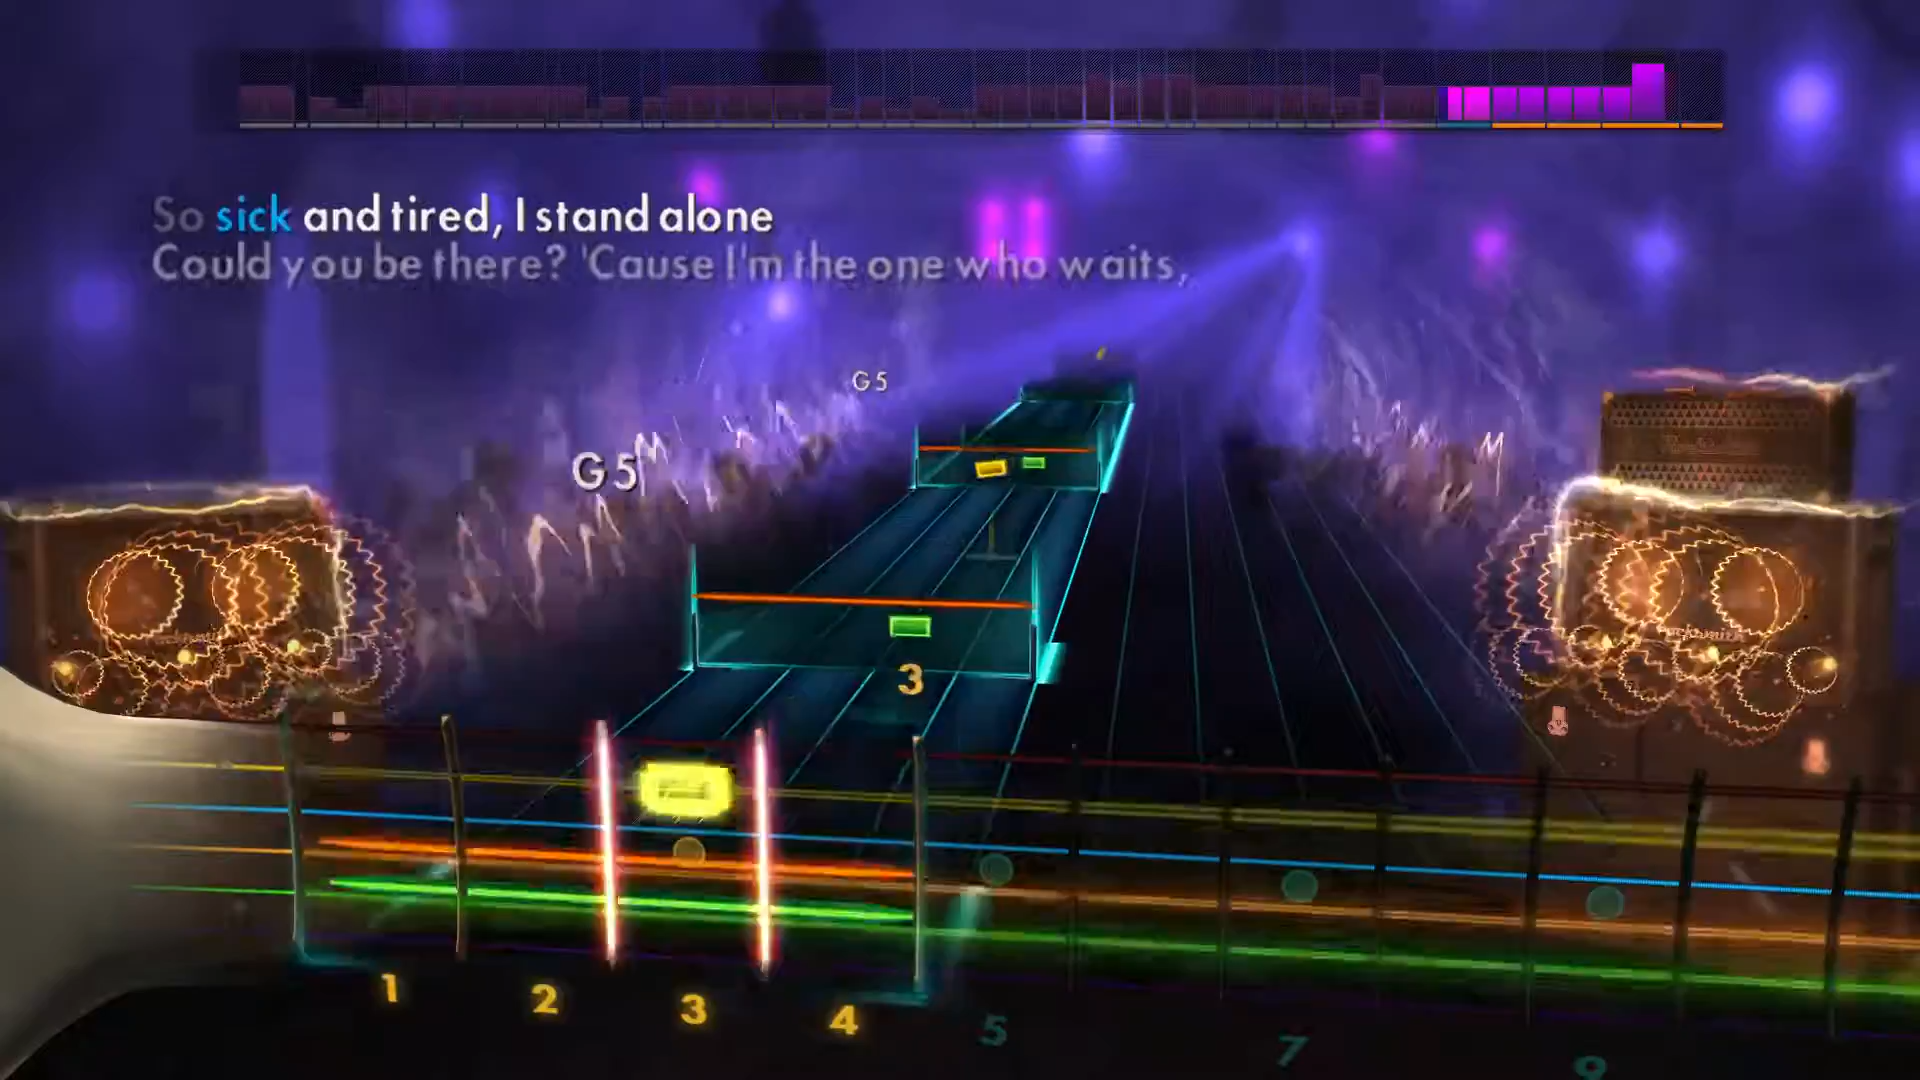 So sick and tired, I stand alone
Could you be there? 'Cause I'm the one who waits,
G5
G5
3
1 2 3 4 5 7 9